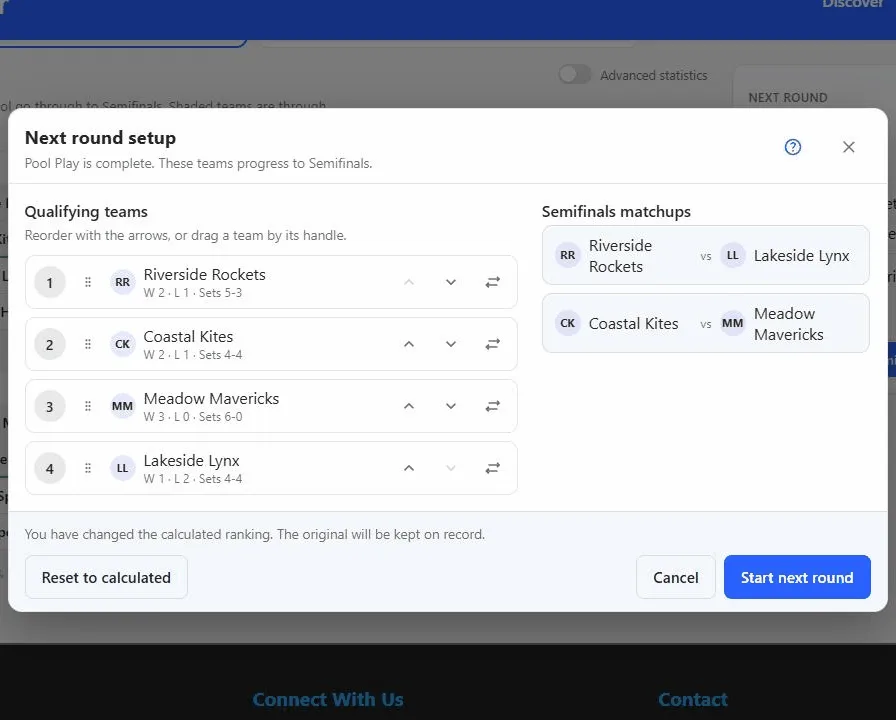 Discover
Advanced statistics
NEXT ROUND
ol go through to Semifinals. Shaded teams are through
Next round setup
Pool Play is complete. These teams progress to Semifinals.
Qualifying teams
Reorder with the arrows, or drag a team by its handle.
1
RR
Riverside Rockets
W 2 · L 1 · Sets 5-3
2
CK
Coastal Kites
W 2 · L 1 · Sets 4-4
3
MM
Meadow Mavericks
W 3 · L 0 · Sets 6-0
4
LL
Lakeside Lynx
W 1 · L 2 · Sets 4-4
Semifinals matchups
RR
Riverside
Rockets
vs
LL
Lakeside Lynx
CK
Coastal Kites
vs
MM
Meadow
Mavericks
You have changed the calculated ranking. The original will be kept on record.
Reset to calculated
Cancel
Start next round
Connect With Us
Contact